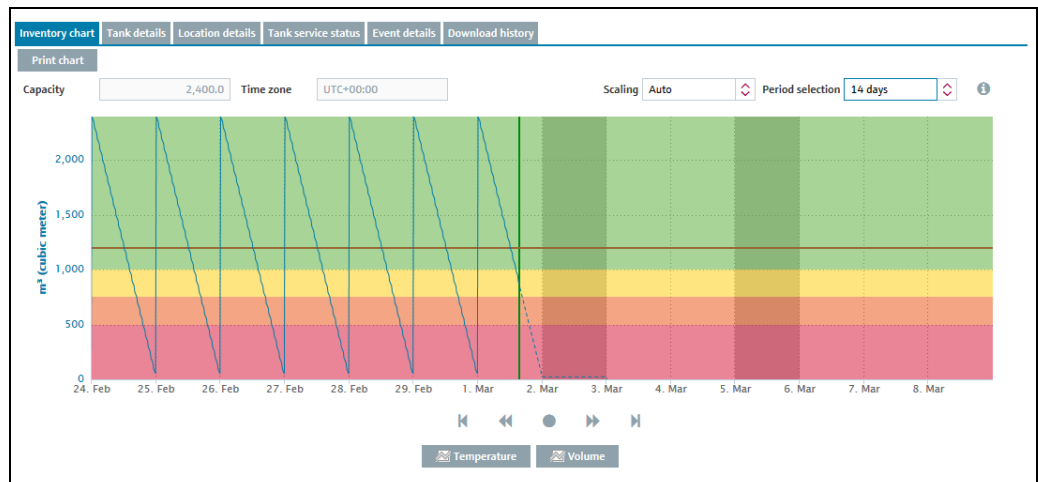 Inventory chart Tank details Location details Tank service status Event details Download history
Print chart
Capacity 2,400.0 Time zone UTC+00:00 Scaling Auto Period selection 14 days
m³ (cubic meter)
2,000
1,500
1,000
500
0
24. Feb 25. Feb 26. Feb 27. Feb 28. Feb 29. Feb 1. Mar 2. Mar 3. Mar 4. Mar 5. Mar 6. Mar 7. Mar 8. Mar
Temperature Volume